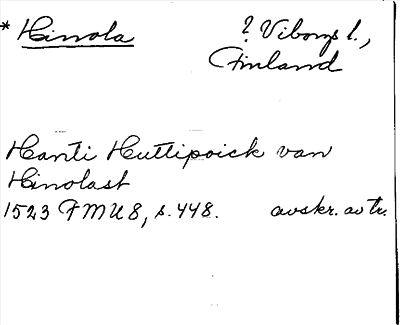 * Hinola ? Viborgs l.,
Finland
Hanti Huttipoick van
Hinolast
1523 FMU 8, s. 448. avskr. av tr.